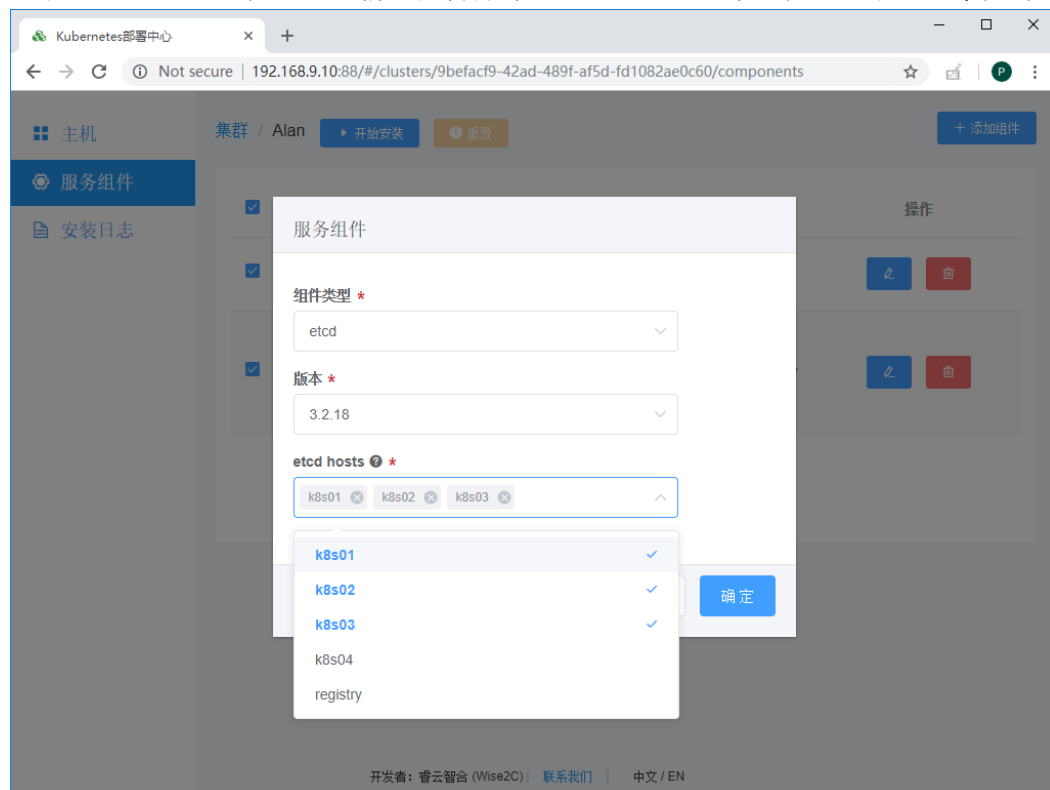 Kubernetes部署中心
Not secure | 192.168.9.10:88/#/clusters/9befacf9-42ad-489f-af5d-fd1082ae0c60/components
P
主机
集群 / Alan 开始安装 重置 + 添加组件
服务组件
安装日志
操作
服务组件
组件类型 *
etcd
版本 *
3.2.18
etcd hosts *
k8s01 k8s02 k8s03
k8s01
k8s02
k8s03
k8s04
registry
确定
开发者：睿云智合 (Wise2C) | 联系我们 | 中文 / EN